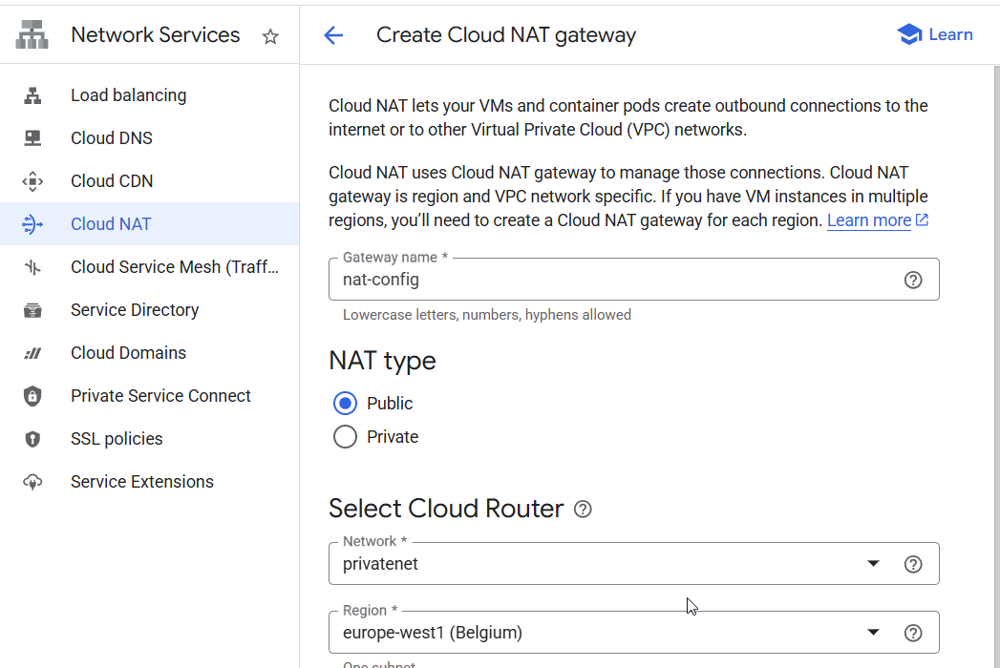 Network Services
Create Cloud NAT gateway
Learn
Load balancing
Cloud DNS
Cloud CDN
Cloud NAT
Cloud Service Mesh (Traff...
Service Directory
Cloud Domains
Private Service Connect
SSL policies
Service Extensions
Cloud NAT lets your VMs and container pods create outbound connections to the
internet or to other Virtual Private Cloud (VPC) networks.
Cloud NAT uses Cloud NAT gateway to manage those connections. Cloud NAT
gateway is region and VPC network specific. If you have VM instances in multiple
regions, you’ll need to create a Cloud NAT gateway for each region. Learn more
Gateway name *
nat-config
Lowercase letters, numbers, hyphens allowed
NAT type
Public
Private
Select Cloud Router
Network *
privatenet
Region *
europe-west1 (Belgium)
One subnet